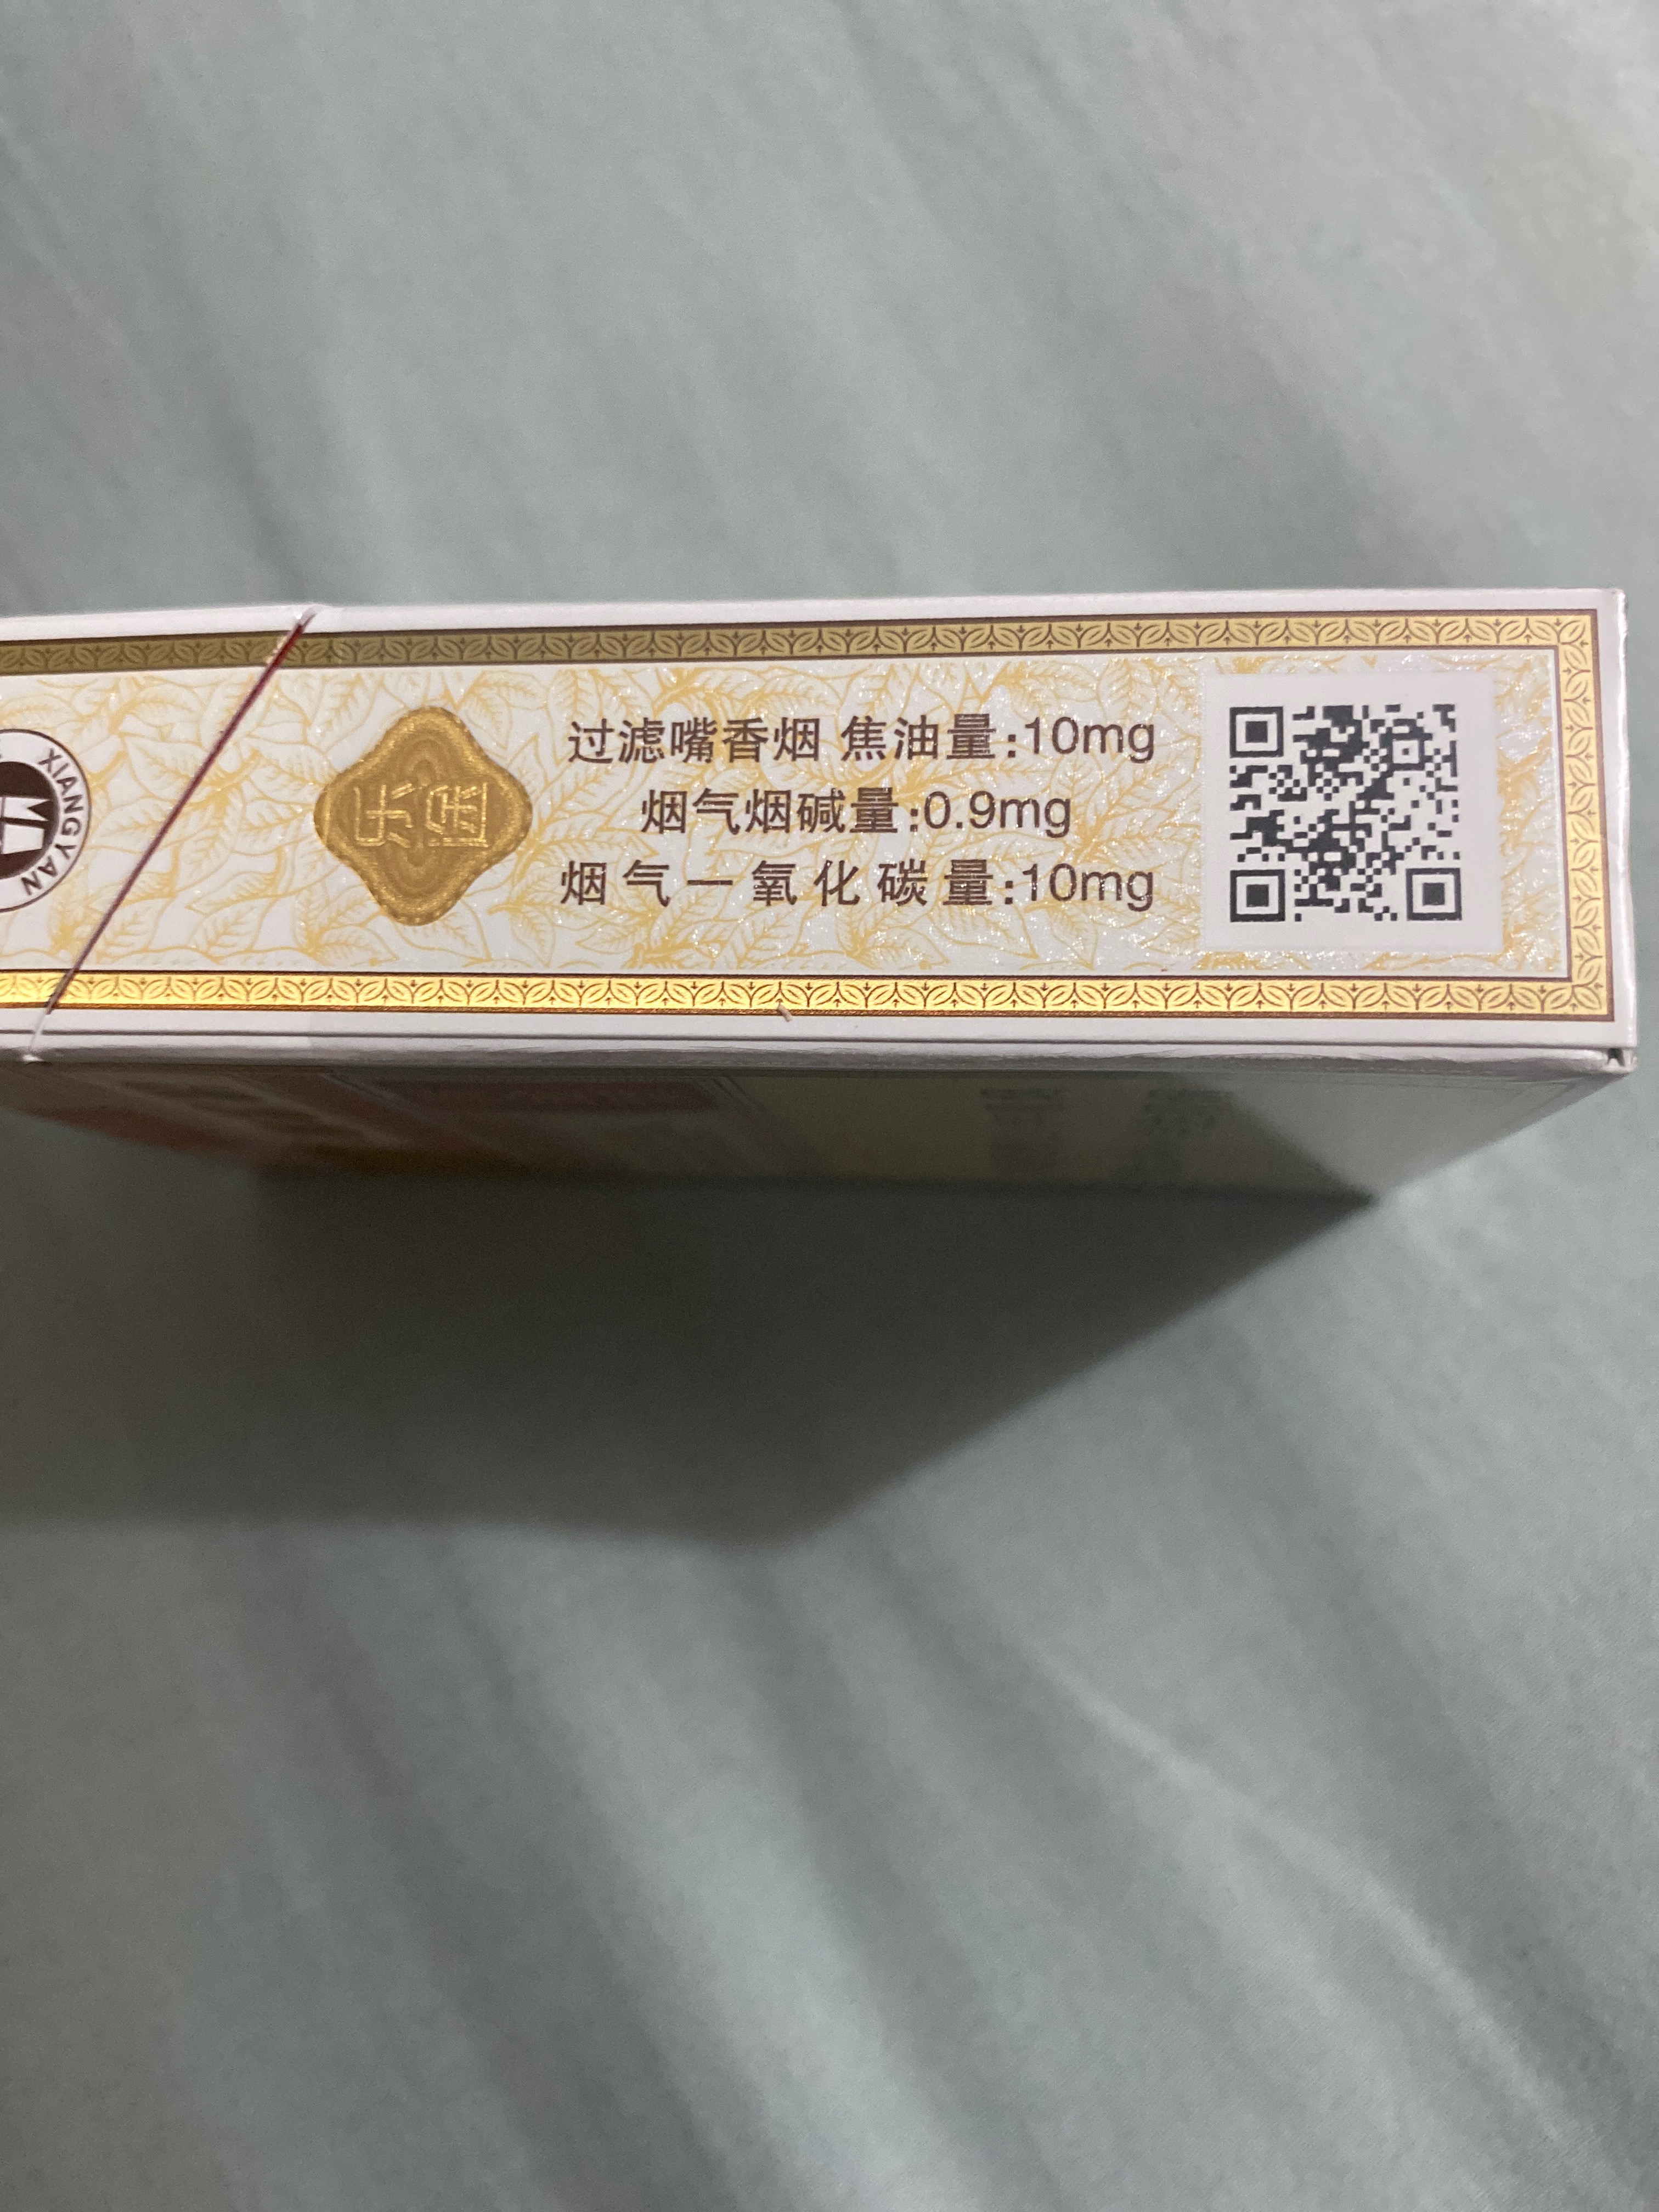 XIANGYAN
过滤嘴香烟 焦油量:10mg
烟气烟碱量:0.9mg
烟气一氧化碳量:10mg